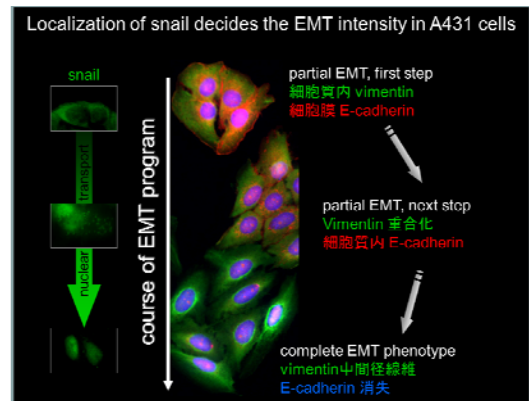 Localization of snail decides the EMT intensity in A431 cells
snail
transport
nuclear
course of EMT program
partial EMT, first step
細胞質内 vimentin
細胞膜 E-cadherin
partial EMT, next step
Vimentin 重合化
細胞質内 E-cadherin
complete EMT phenotype
vimentin中間径線維
E-cadherin 消失